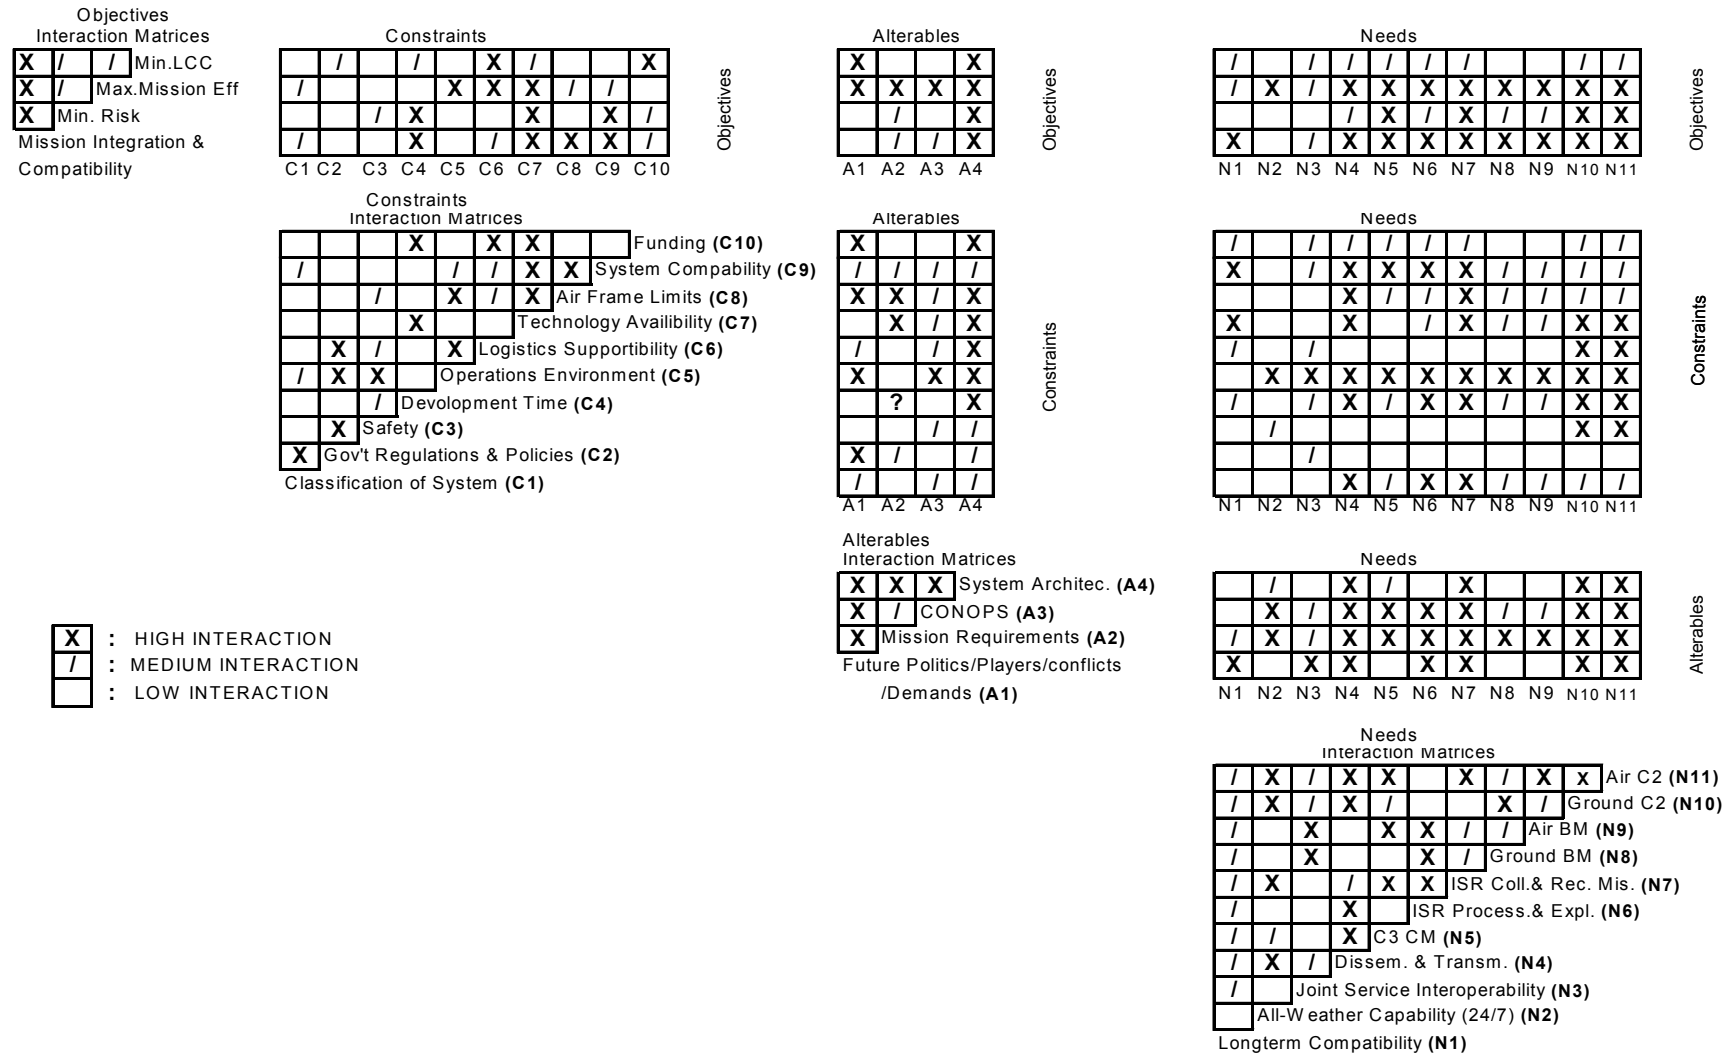 Objectives
Interaction Matrices
X / / Min.LCC
X / Max.Mission Eff
X Min. Risk
Mission Integration &
Compatibility
Constraints
/ / X / X
/ X X X / /
/ X X X /
/ X / X X X /
C1 C2 C3 C4 C5 C6 C7 C8 C9 C10
Objectives
Alterables
X X
X X X X
/ X
/ / X
A1 A2 A3 A4
Objectives
Needs
/ / / / / / / /
/ X / X X X X X X X X
/ X / X / / X X
X / X X X X X X X X
N1 N2 N3 N4 N5 N6 N7 N8 N9 N10 N11
Objectives
Constraints
Interaction Matrices
X X X Funding (C10)
/ / / X X System Compability (C9)
/ X / X Air Frame Limits (C8)
X Technology Availibility (C7)
X / X Logistics Supportibility (C6)
/ X X Operations Environment (C5)
/ Devolopment Time (C4)
X Safety (C3)
X Gov't Regulations & Policies (C2)
Classification of System (C1)
Alterables
X X
/ / / /
X X / X
X / X
/ / X
X X X
? X
/ /
X / /
/ / /
A1 A2 A3 A4
Constraints
Needs
/ / / / / / / /
X / X X X X / / / /
X / / X / / / /
X X / X / / X X
/ / X X
X X X X X X X X X X
/ / X / X X / / X X
/ X X
/
X / X X / / / /
N1 N2 N3 N4 N5 N6 N7 N8 N9 N10 N11
Constraints
Alterables
Interaction Matrices
X X X System Architec. (A4)
X / CONOPS (A3)
X Mission Requirements (A2)
Future Politics/Players/conflicts
/Demands (A1)
Needs
/ X / X X X
X / X X X X / / X X
/ X / X X X X X X X X
X X X X X X X
N1 N2 N3 N4 N5 N6 N7 N8 N9 N10 N11
Alterables
X : HIGH INTERACTION
/ : MEDIUM INTERACTION
: LOW INTERACTION
Needs
Interaction Matrices
/ X / X X X / X x Air C2 (N11)
/ X / X / X / Ground C2 (N10)
/ X X X / / Air BM (N9)
/ X X / Ground BM (N8)
/ X / X X ISR Coll.& Rec. Mis. (N7)
/ X ISR Process.& Expl. (N6)
/ / X C3 CM (N5)
/ X / Dissem. & Transm. (N4)
/ Joint Service Interoperability (N3)
All-Weather Capability (24/7) (N2)
Longterm Compatibility (N1)